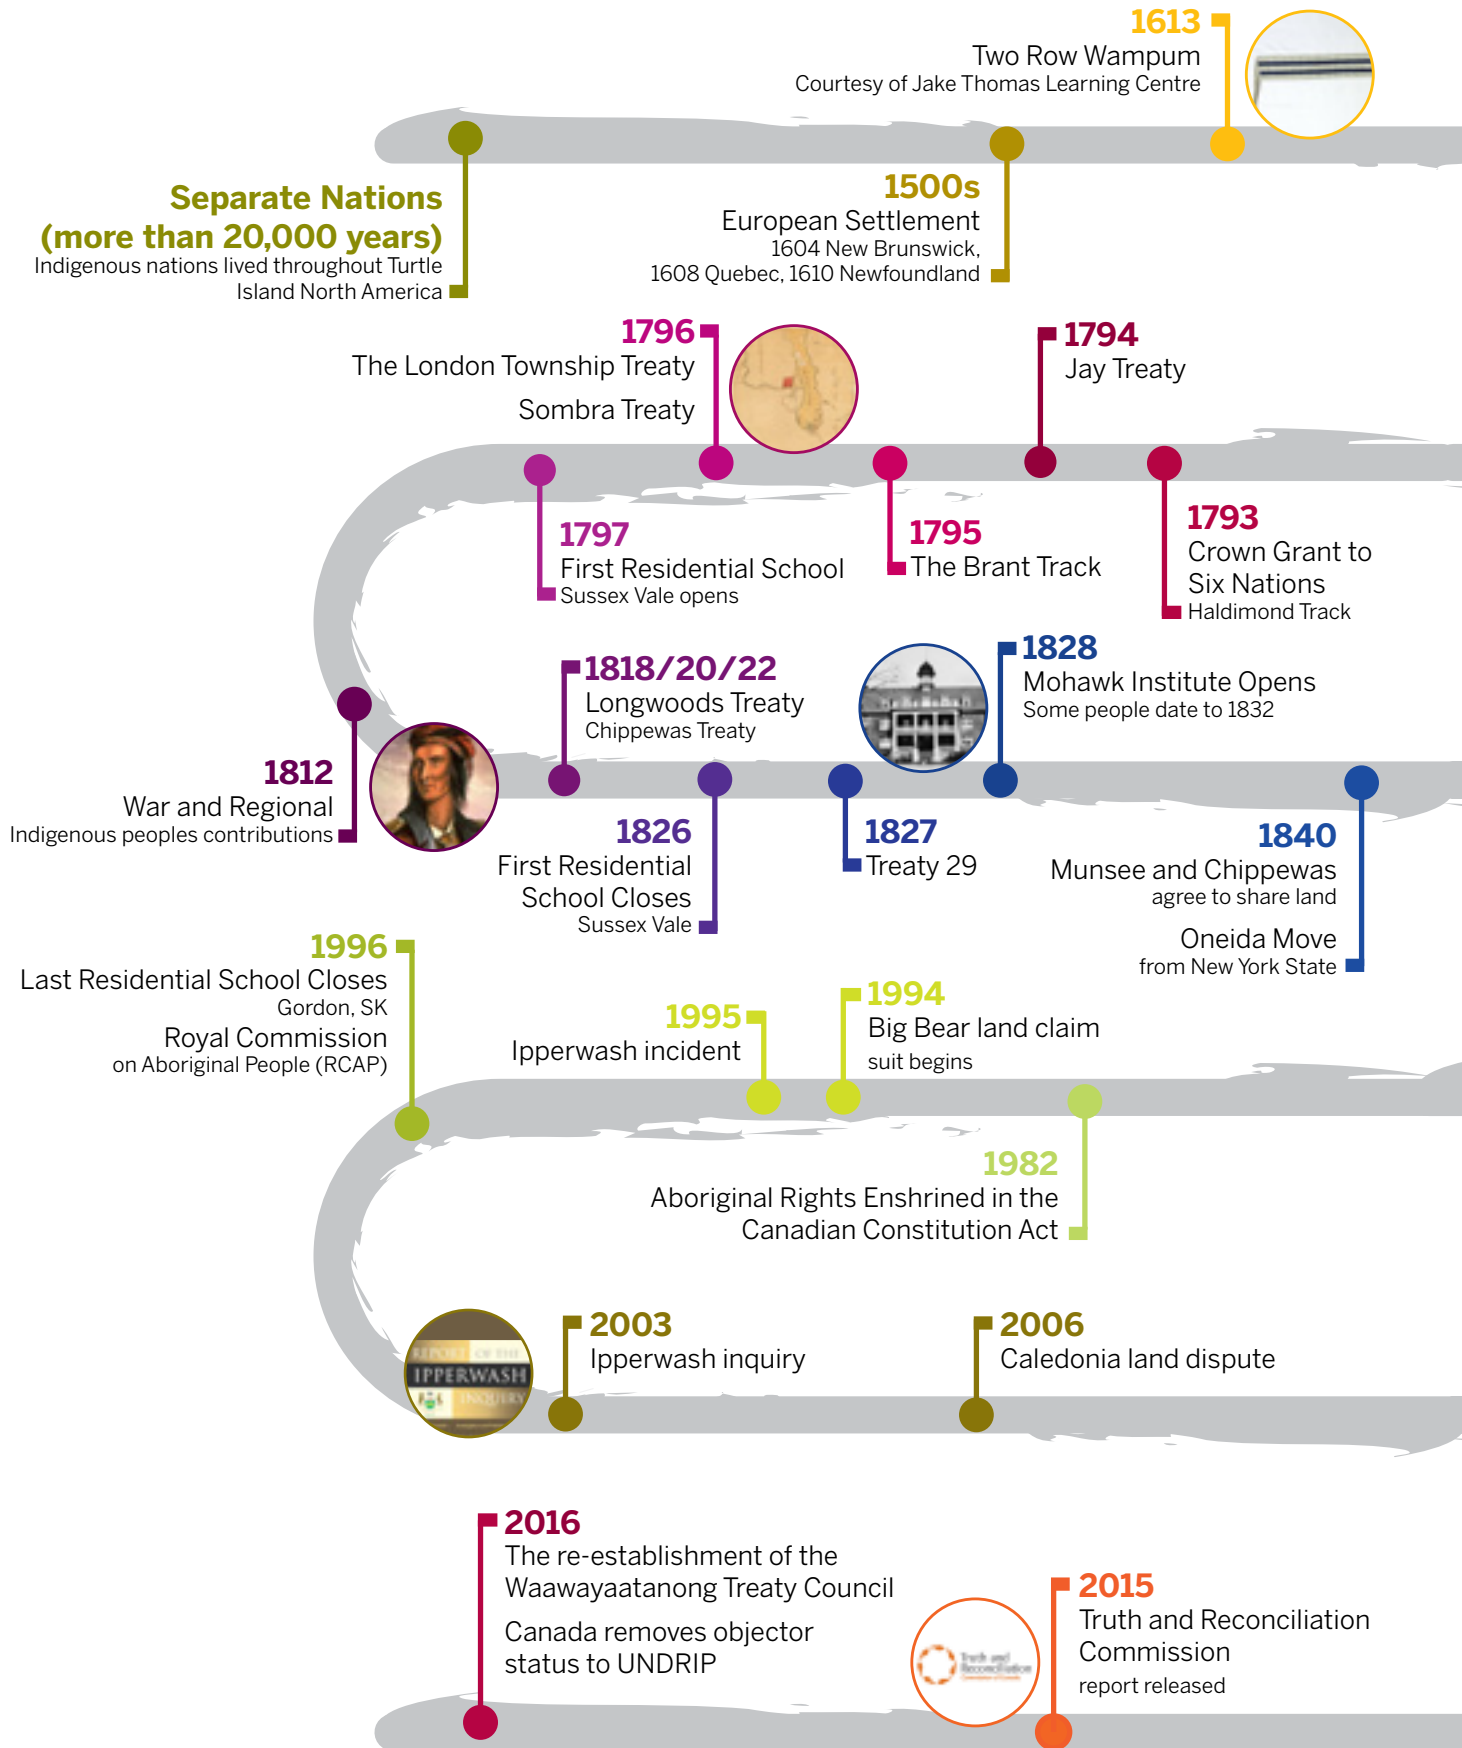 1613
Two Row Wampum
Courtesy of Jake Thomas Learning Centre
Separate Nations
(more than 20,000 years)
Indigenous nations lived throughout Turtle
Island North America
1500s
European Settlement
1604 New Brunswick,
1608 Quebec, 1610 Newfoundland
1796
The London Township Treaty
Sombra Treaty
1794
Jay Treaty
1797
First Residential School
Sussex Vale opens
1795
The Brant Track
1793
Crown Grant to
Six Nations
Haldimond Track
1812
War and Regional
Indigenous peoples contributions
1818/20/22
Longwoods Treaty
Chippewas Treaty
1828
Mohawk Institute Opens
Some people date to 1832
1826
First Residential
School Closes
Sussex Vale
1827
Treaty 29
1840
Munsee and Chippewas
agree to share land
Oneida Move
from New York State
1996
Last Residential School Closes
Gordon, SK
Royal Commission
on Aboriginal People (RCAP)
1995
Ipperwash incident
1994
Big Bear land claim
suit begins
1982
Aboriginal Rights Enshrined in the
Canadian Constitution Act
REPORT OF THE
IPPERWASH
INQUIRY
2003
Ipperwash inquiry
2006
Caledonia land dispute
2016
The re-establishment of the
Waawayaatanong Treaty Council
Canada removes objector
status to UNDRIP
Truth and
Reconciliation
2015
Truth and Reconciliation
Commission
report released